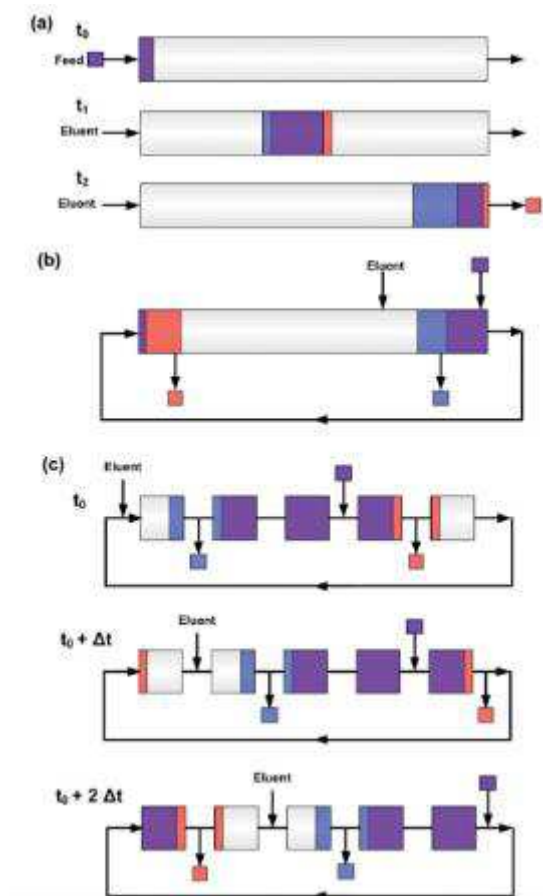 (a)
t₀
Feed
t₁
Eluent
t₂
Eluent
(b)
Eluent
(c)
Eluent
t₀
Eluent
t₀ + Δt
Eluent
t₀ + 2 Δt